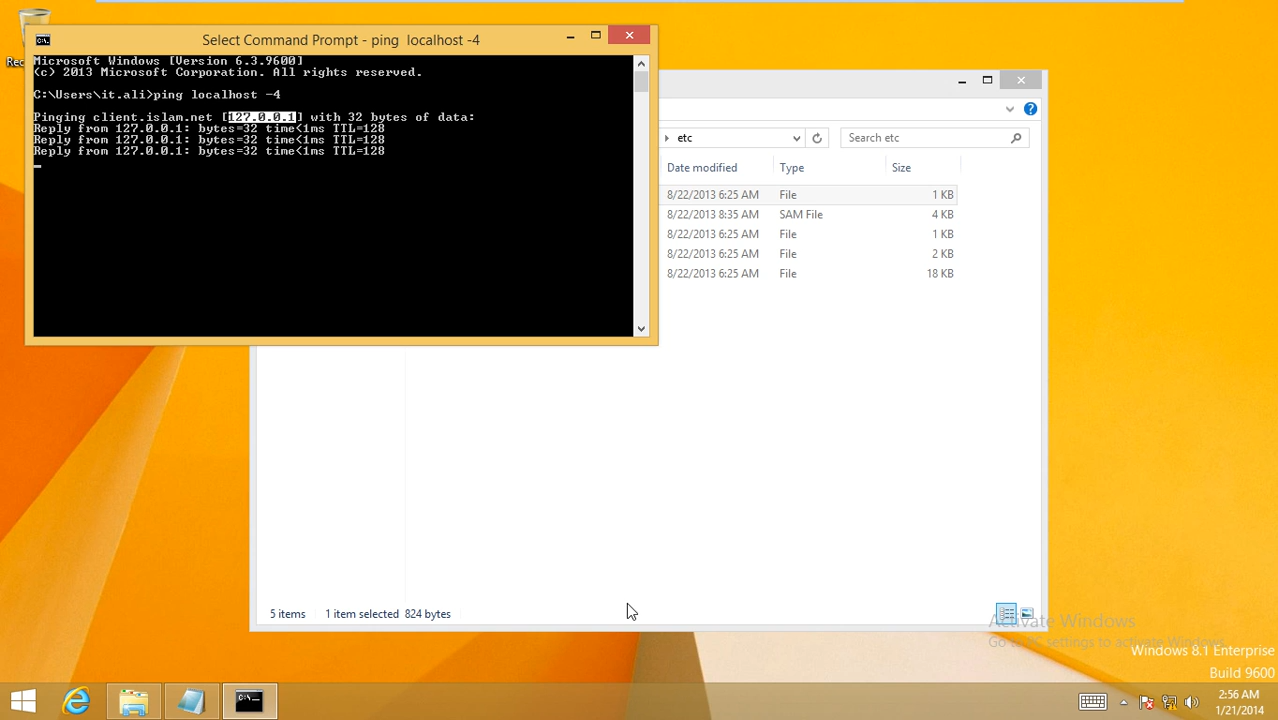 Select Command Prompt - ping  localhost -4
Microsoft Windows [Version 6.3.9600]
(c) 2013 Microsoft Corporation. All rights reserved.
C:\Users\it.ali>ping localhost -4
Pinging client.islam.net [127.0.0.1] with 32 bytes of data:
Reply from 127.0.0.1: bytes=32 time<1ms TTL=128
Reply from 127.0.0.1: bytes=32 time<1ms TTL=128
Reply from 127.0.0.1: bytes=32 time<1ms TTL=128
etc
Search etc
Date modified Type Size
8/22/2013 6:25 AM File 1 KB
8/22/2013 8:35 AM SAM File 4 KB
8/22/2013 6:25 AM File 1 KB
8/22/2013 6:25 AM File 2 KB
8/22/2013 6:25 AM File 18 KB
5 items 1 item selected 824 bytes
Activate Windows
Go to PC settings to activate Windows.
Windows 8.1 Enterprise
Build 9600
2:56 AM
1/21/2014